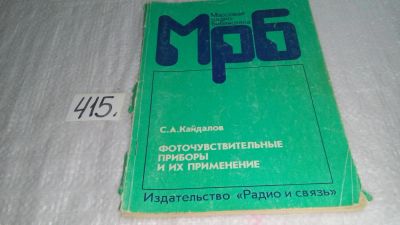 Массовая
радио-
библиотека
Мрб
415.
С.А.Кайдалов
ФОТОЧУВСТВИТЕЛЬНЫЕ
ПРИБОРЫ
И ИХ ПРИМЕНЕНИЕ
Издательство «Радио и связь»